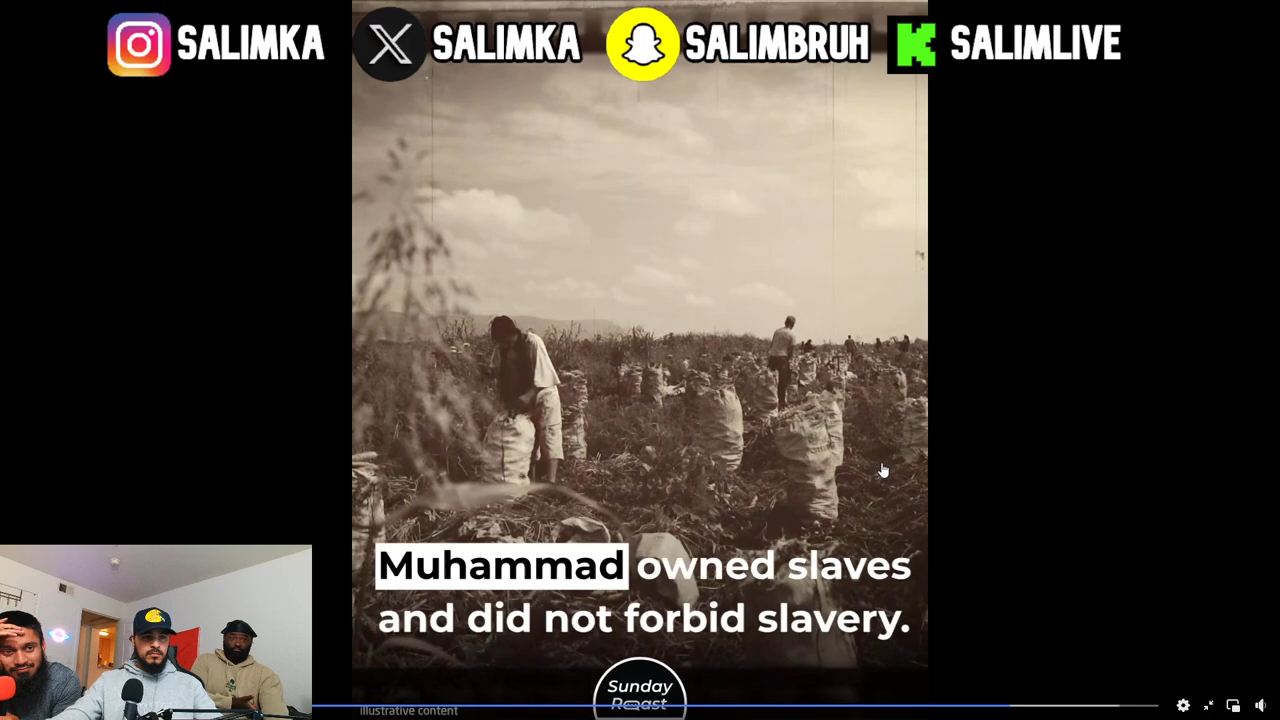 SALIMKA SALIMKA SALIMBRUH SALIMLIVE
Muhammad owned slaves
and did not forbid slavery.
Sunday
Roast
illustrative content